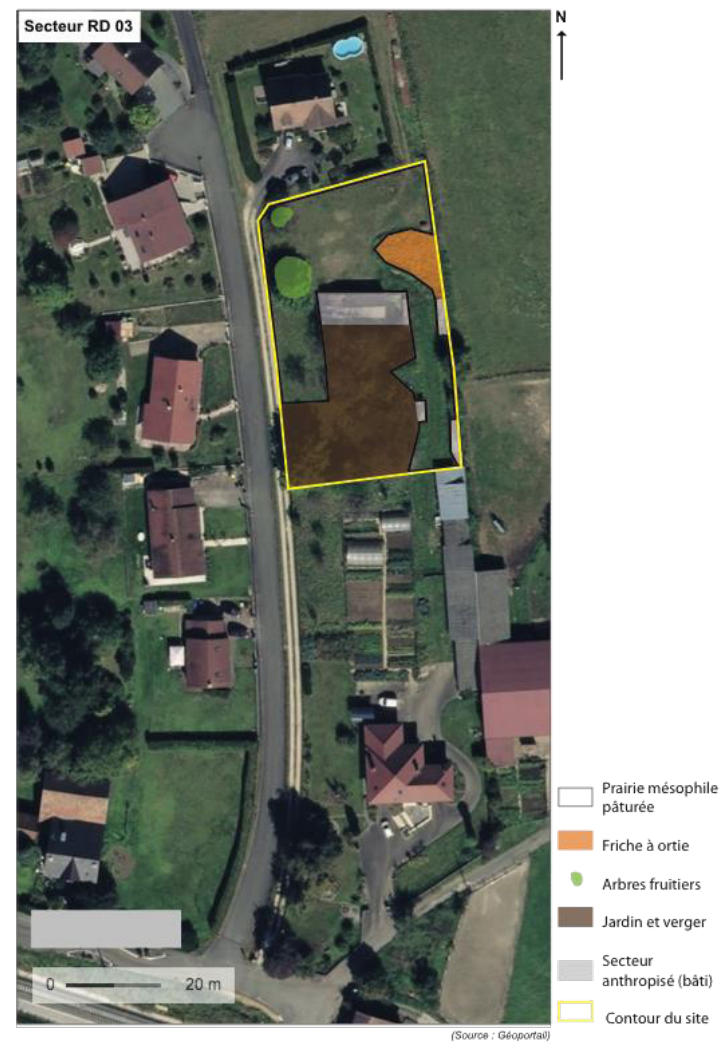 Secteur RD 03
N
Prairie mésophile
pâturée
Friche à ortie
Arbres fruitiers
Jardin et verger
Secteur
anthropisé (bâti)
Contour du site
0 20 m
(Source : Géoportail)